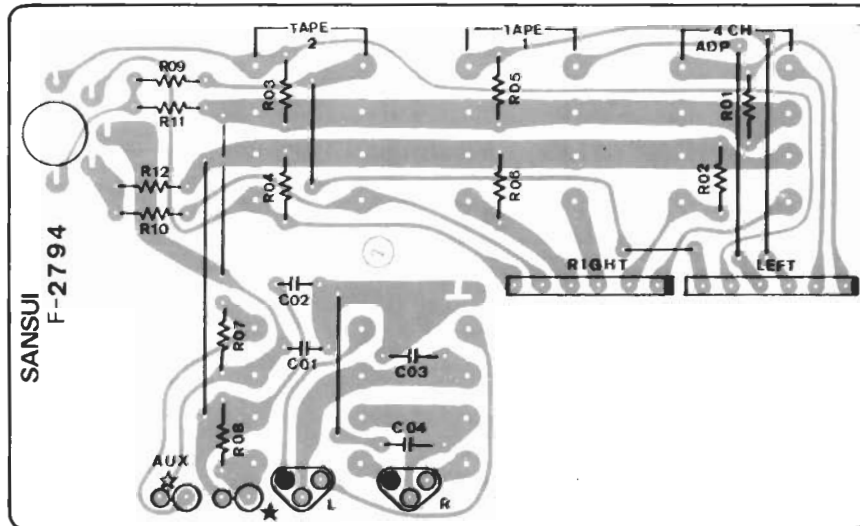 TAPE
2
TAPE
1
4 CH
ADP
R09
R03
R05
R01
R11
R12
R04
R06
R02
R10
SANSUI
F-2794
2
RIGHT
LEFT
C02
R07
C01
C03
C04
R08
AUX
L
R